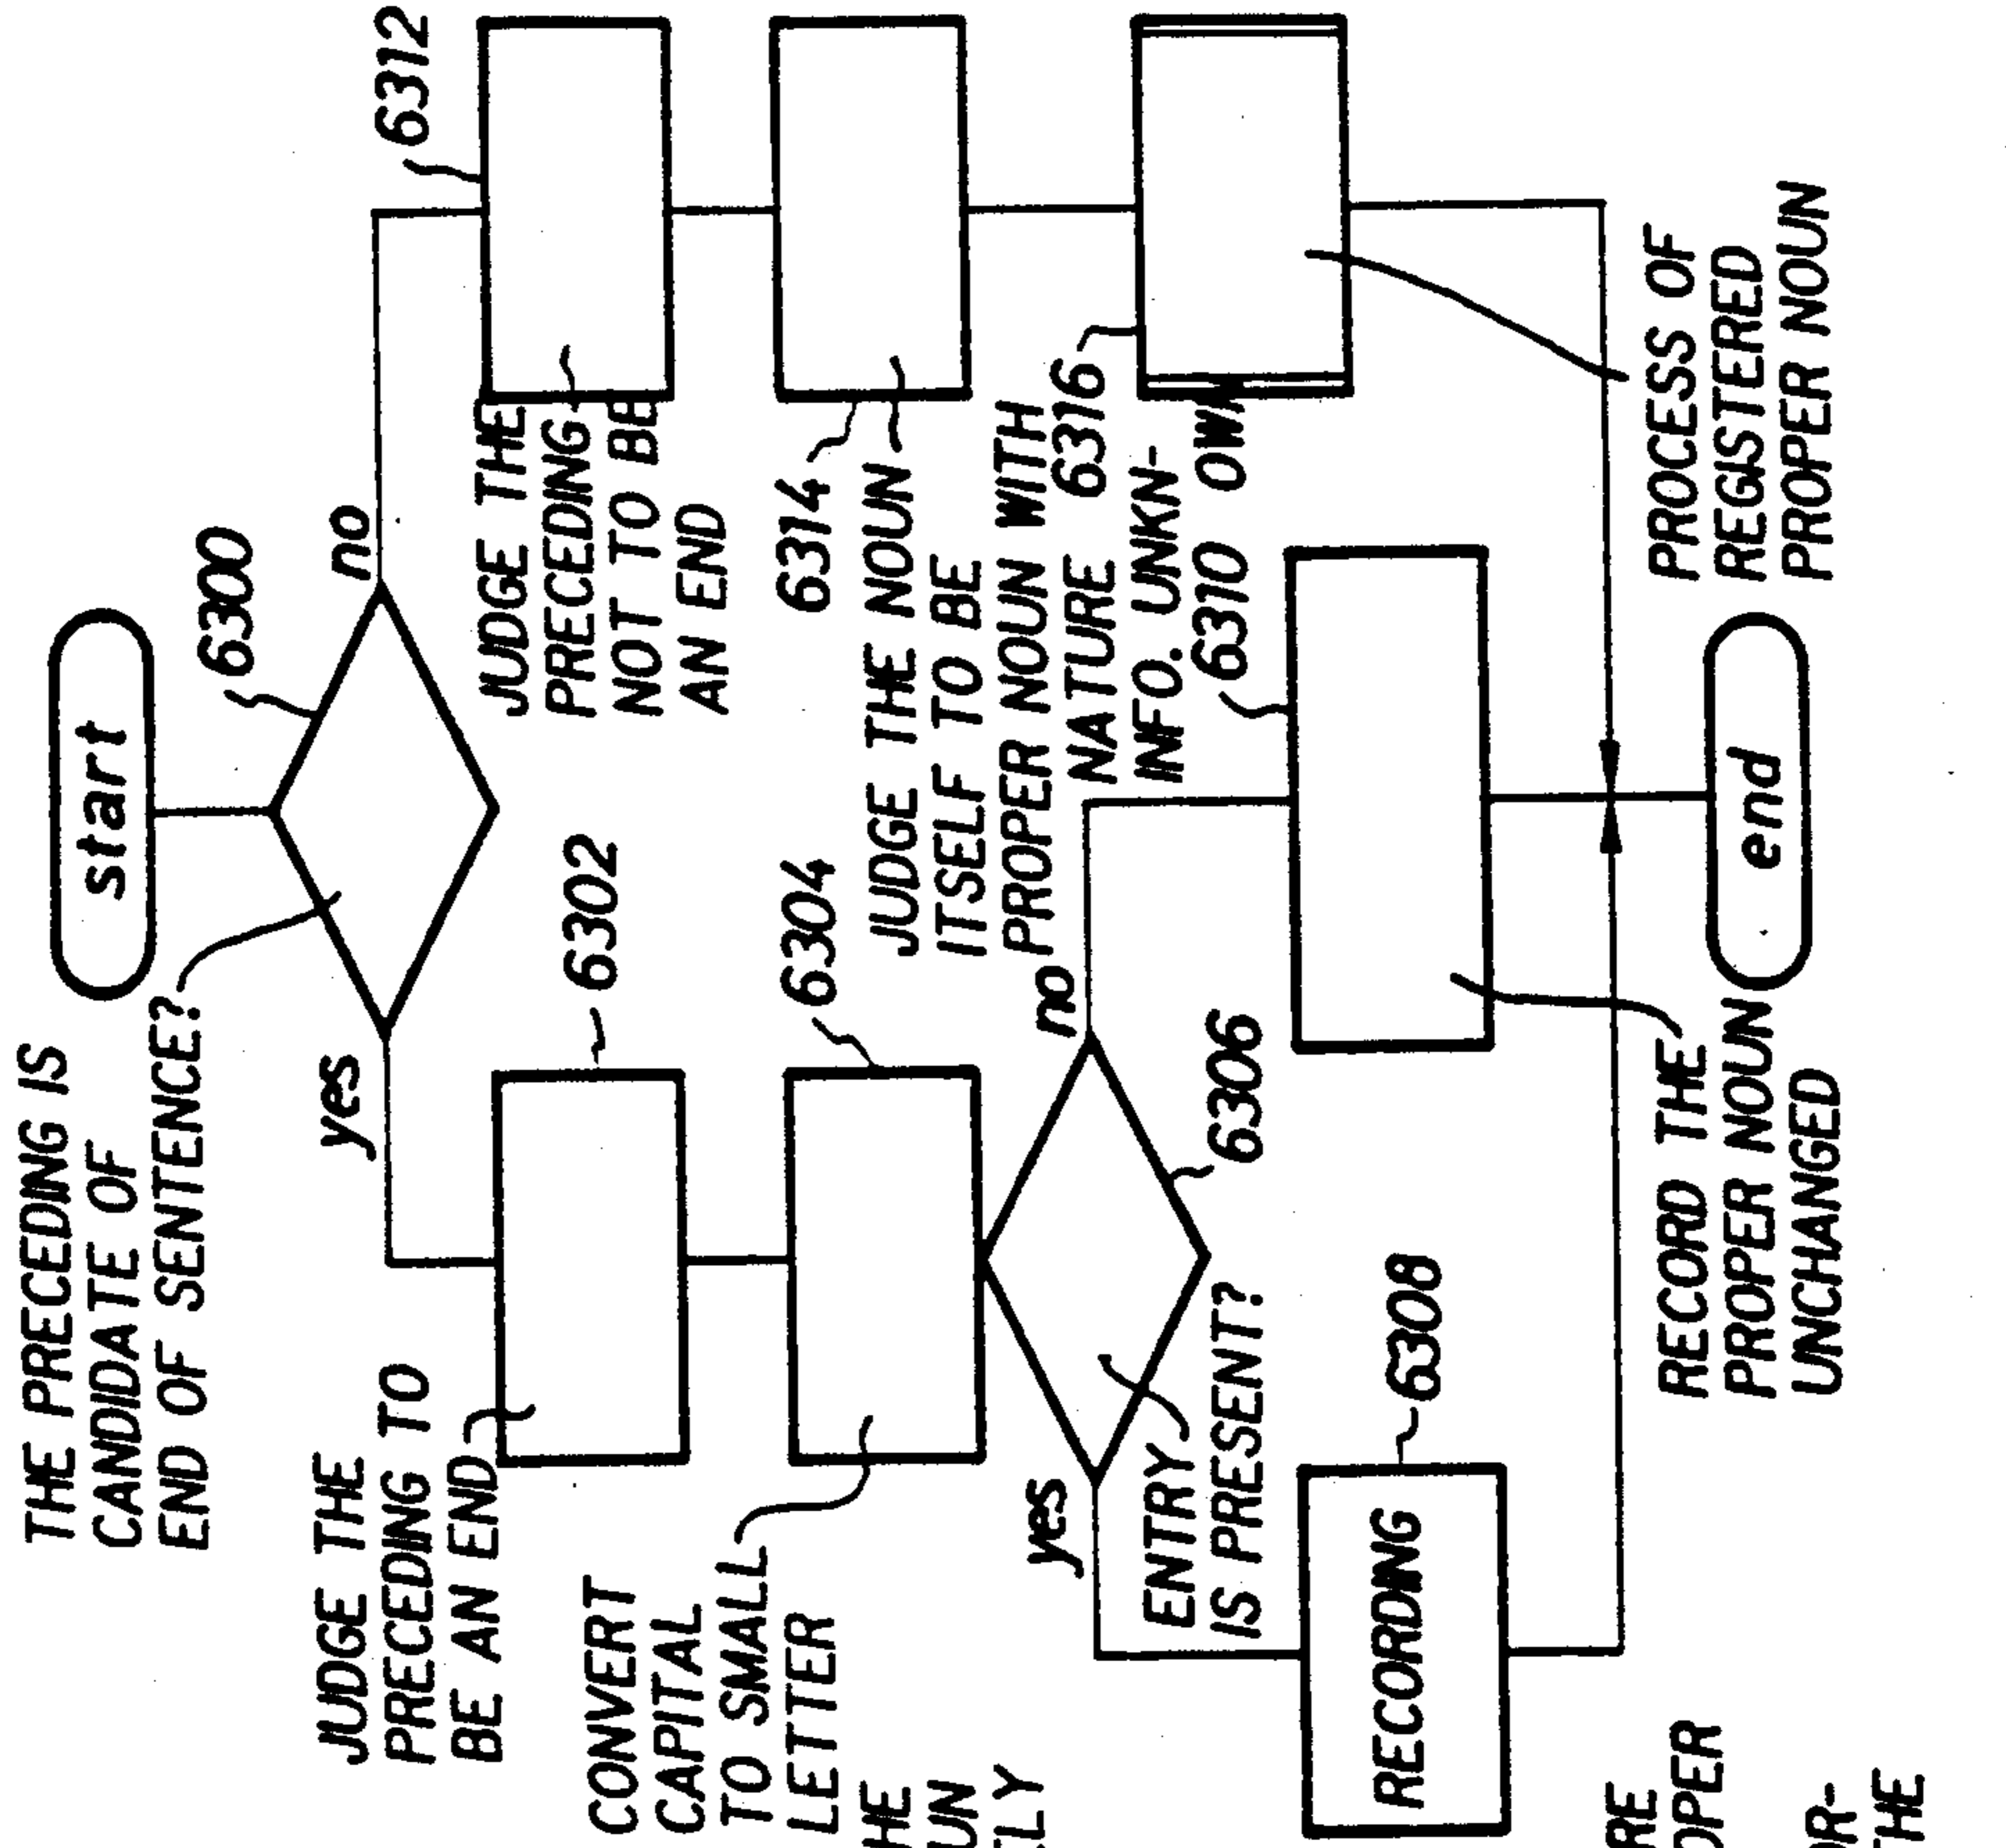 THE PRECEDING IS
CANDIDATE OF
END OF SENTENCE?
start
6300
yes
no
JUDGE THE
PRECEDING TO
BE AN END
6302
JUDGE THE
PRECEDING
NOT TO BE
AN END
6312
CONVERT
CAPITAL
TO SMALL
LETTER
6304
6314
JUDGE THE NOUN
ITSELF TO BE
PROPER NOUN WITH
NATURE
INFO. UNKN-
OWN
6316
yes
no
ENTRY
IS PRESENT?
6306
6310
RECORDING
6308
RECORD THE
PROPER NOUN
UNCHANGED
PROCESS OF
REGISTERED
PROPER NOUN
end